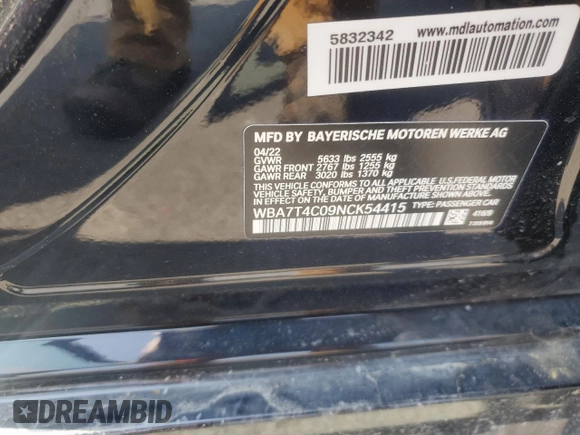 5832342 www.mdlautomation.com
MFD BY BAYERISCHE MOTOREN WERKE AG
04/22
GVWR 5633 lbs 2555 kg
GAWR FRONT 2767 lbs 1255 kg
GAWR REAR 3020 lbs 1370 kg
THIS VEHICLE CONFORMS TO ALL APPLICABLE U.S.FEDERAL MOTOR
VEHICLE SAFETY, BUMPER AND THEFT PREVENTION STANDARDS
IN EFFECT ON THE DATE OF MANUFACTURE SHOWN ABOVE.
WBA7T4C09NCK54415 TYPE: PASSENGER CAR
DREAMBID